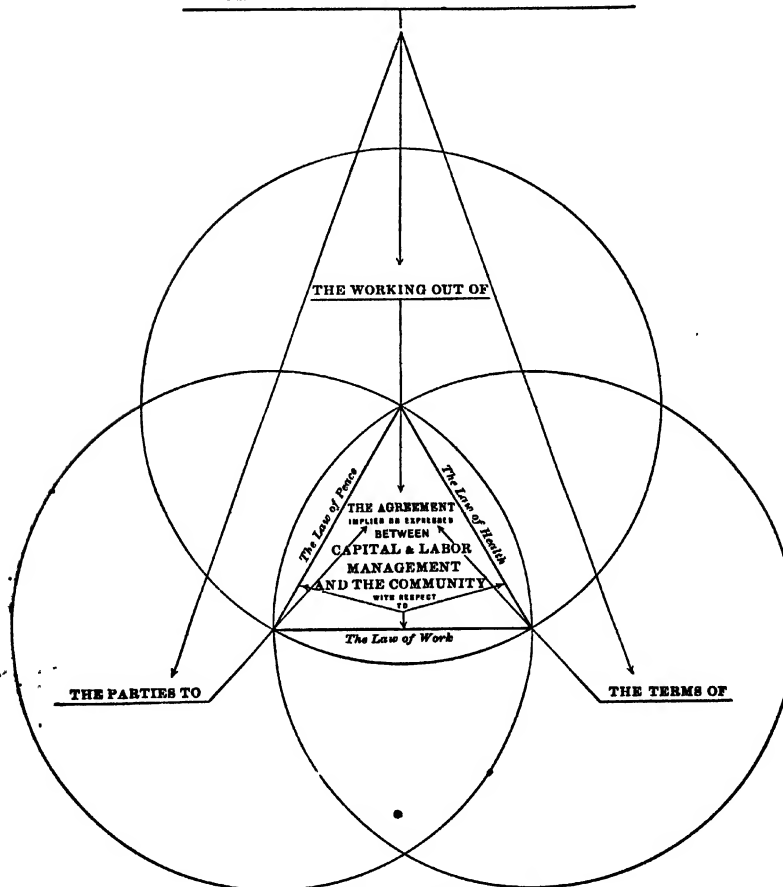 THE WORKING OUT OF
The Law of Peace
The Law of Health
THE AGREEMENT
IMPLIED OR EXPRESSED
BETWEEN
CAPITAL & LABOR
MANAGEMENT
AND THE COMMUNITY
WITH RESPECT
TO
The Law of Work
THE PARTIES TO
THE TERMS OF